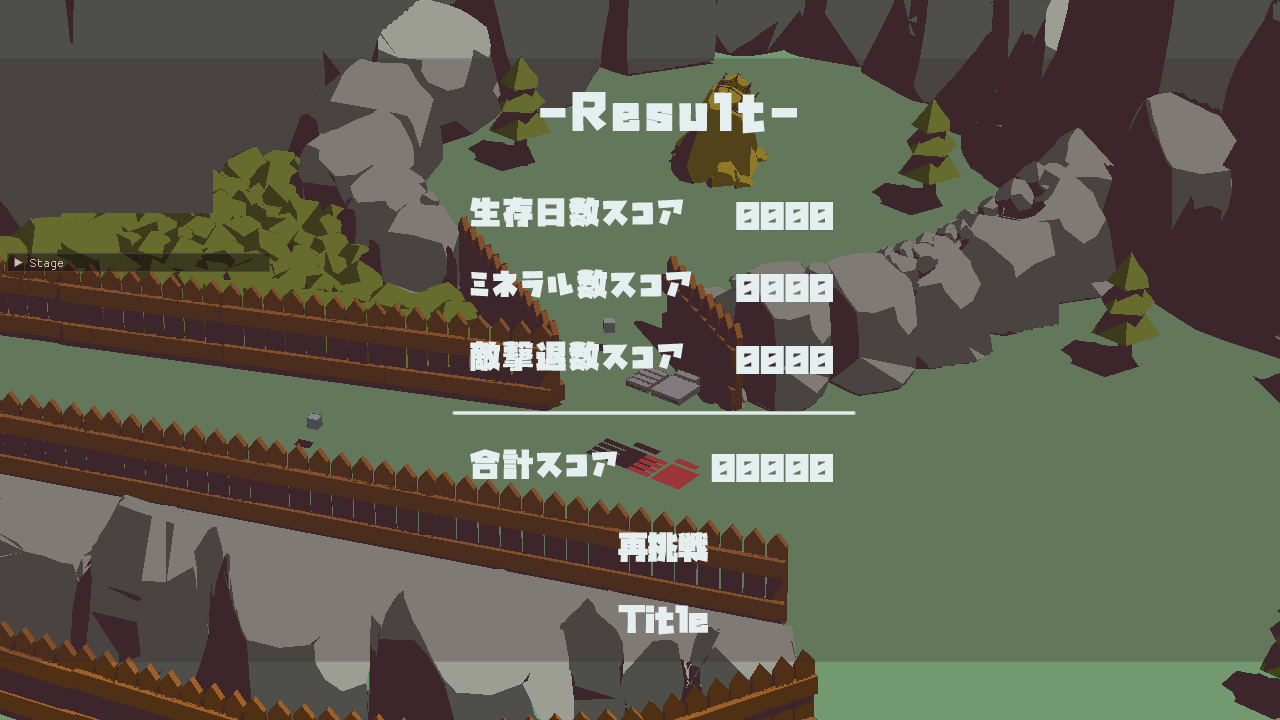 -Result-
生存日数スコア 0000
ミネラル数スコア 0000
Stage
敵撃退数スコア 0000
合計スコア 00000
再挑戦
Title